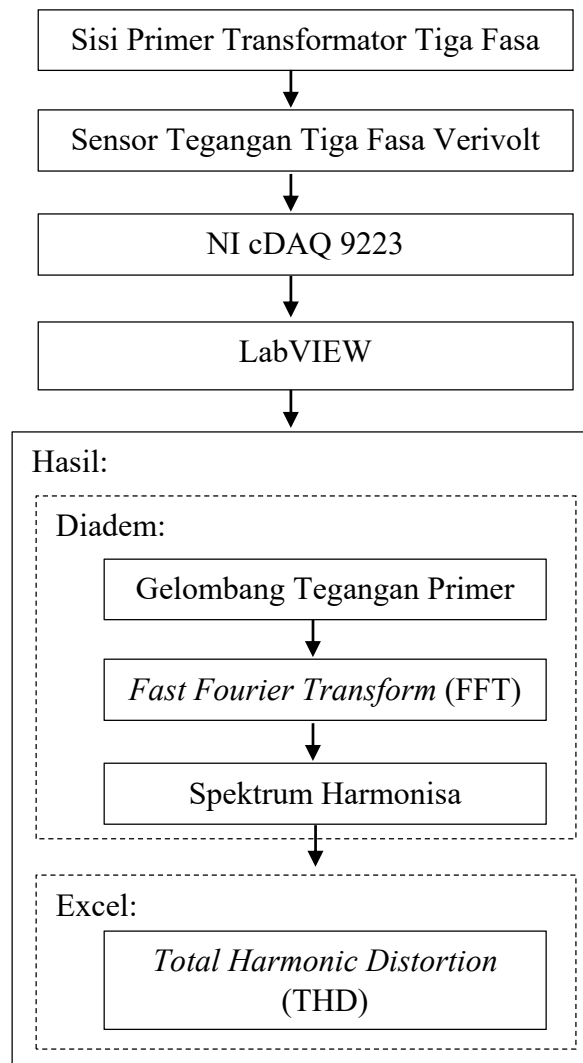 Sisi Primer Transformator Tiga Fasa
Sensor Tegangan Tiga Fasa Verivolt
NI cDAQ 9223
LabVIEW
Hasil:
Diadem:
Gelombang Tegangan Primer
Fast Fourier Transform (FFT)
Spektrum Harmonisa
Excel:
Total Harmonic Distortion
(THD)